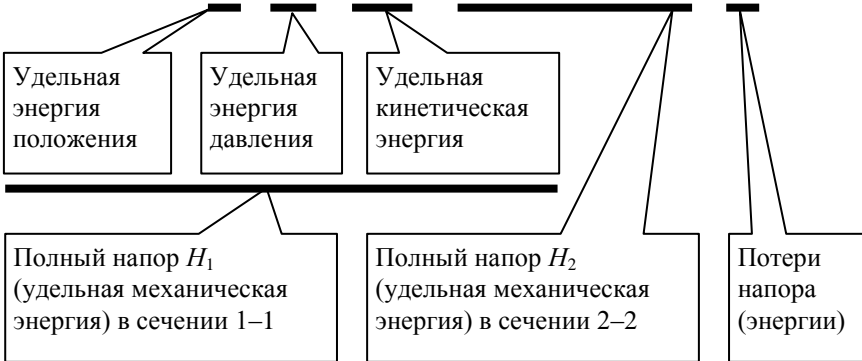 Удельная
энергия
положения
Удельная
энергия
давления
Удельная
кинетическая
энергия
Полный напор H1
(удельная механическая
энергия) в сечении 1–1
Полный напор H2
(удельная механическая
энергия) в сечении 2–2
Потери
напора
(энергии)